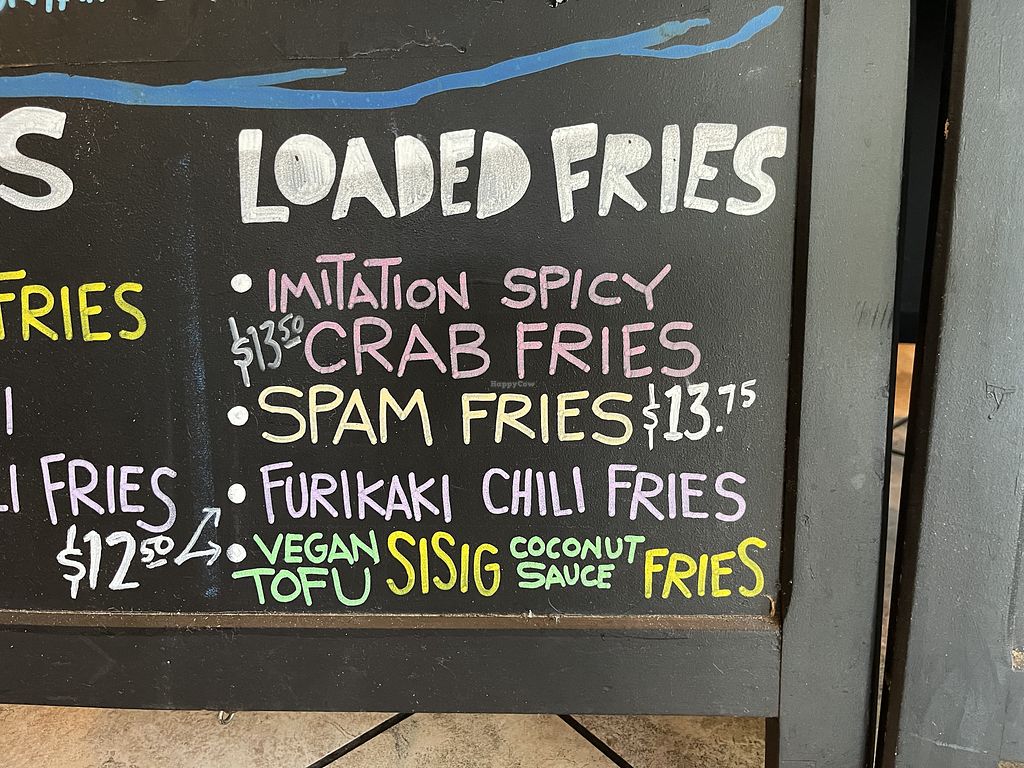 S
LOADED FRIES
FRIES
• IMITATION SPICY
$13.50 CRAB FRIES
• SPAM FRIES $13.75
LI FRIES
• FURIKAKI CHILI FRIES
$12.50
• VEGAN TOFU SISIG COCONUT SAUCE FRIES
HappyCow